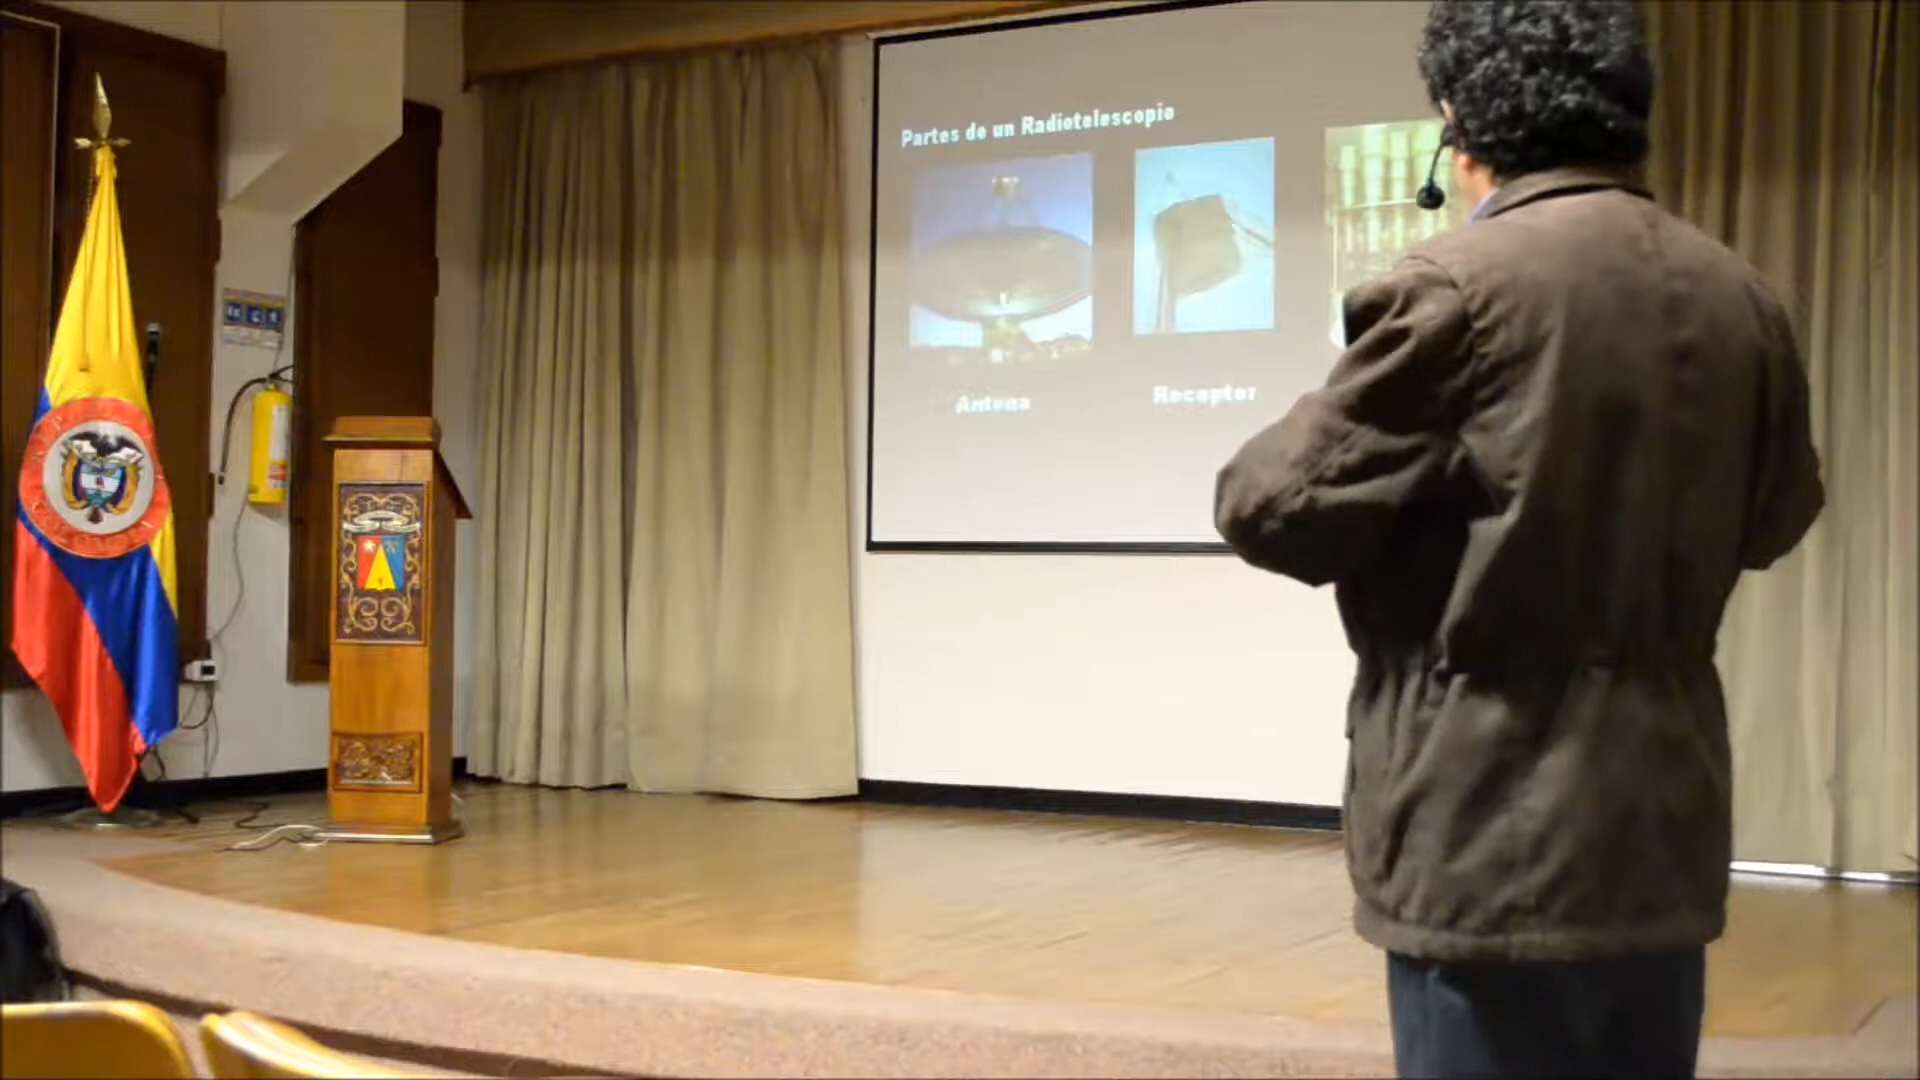 Partes de un Radiotelescopio
Antena
Receptor